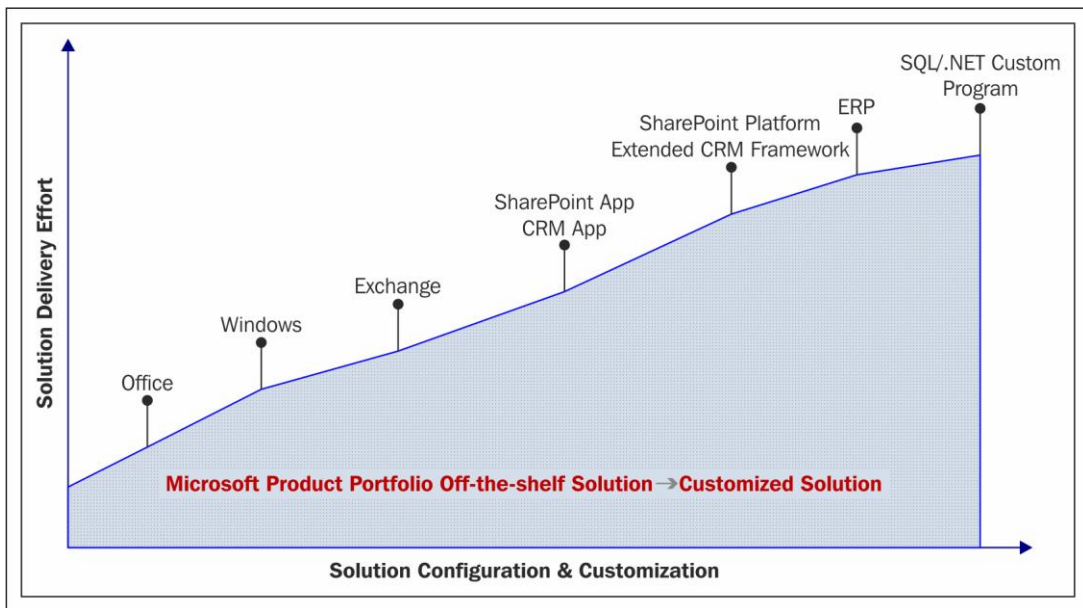 SQL/.NET Custom
Program
ERP
SharePoint Platform
Extended CRM Framework
SharePoint App
CRM App
Exchange
Windows
Office
Solution Delivery Effort
Microsoft Product Portfolio Off-the-shelf Solution→Customized Solution
Solution Configuration & Customization